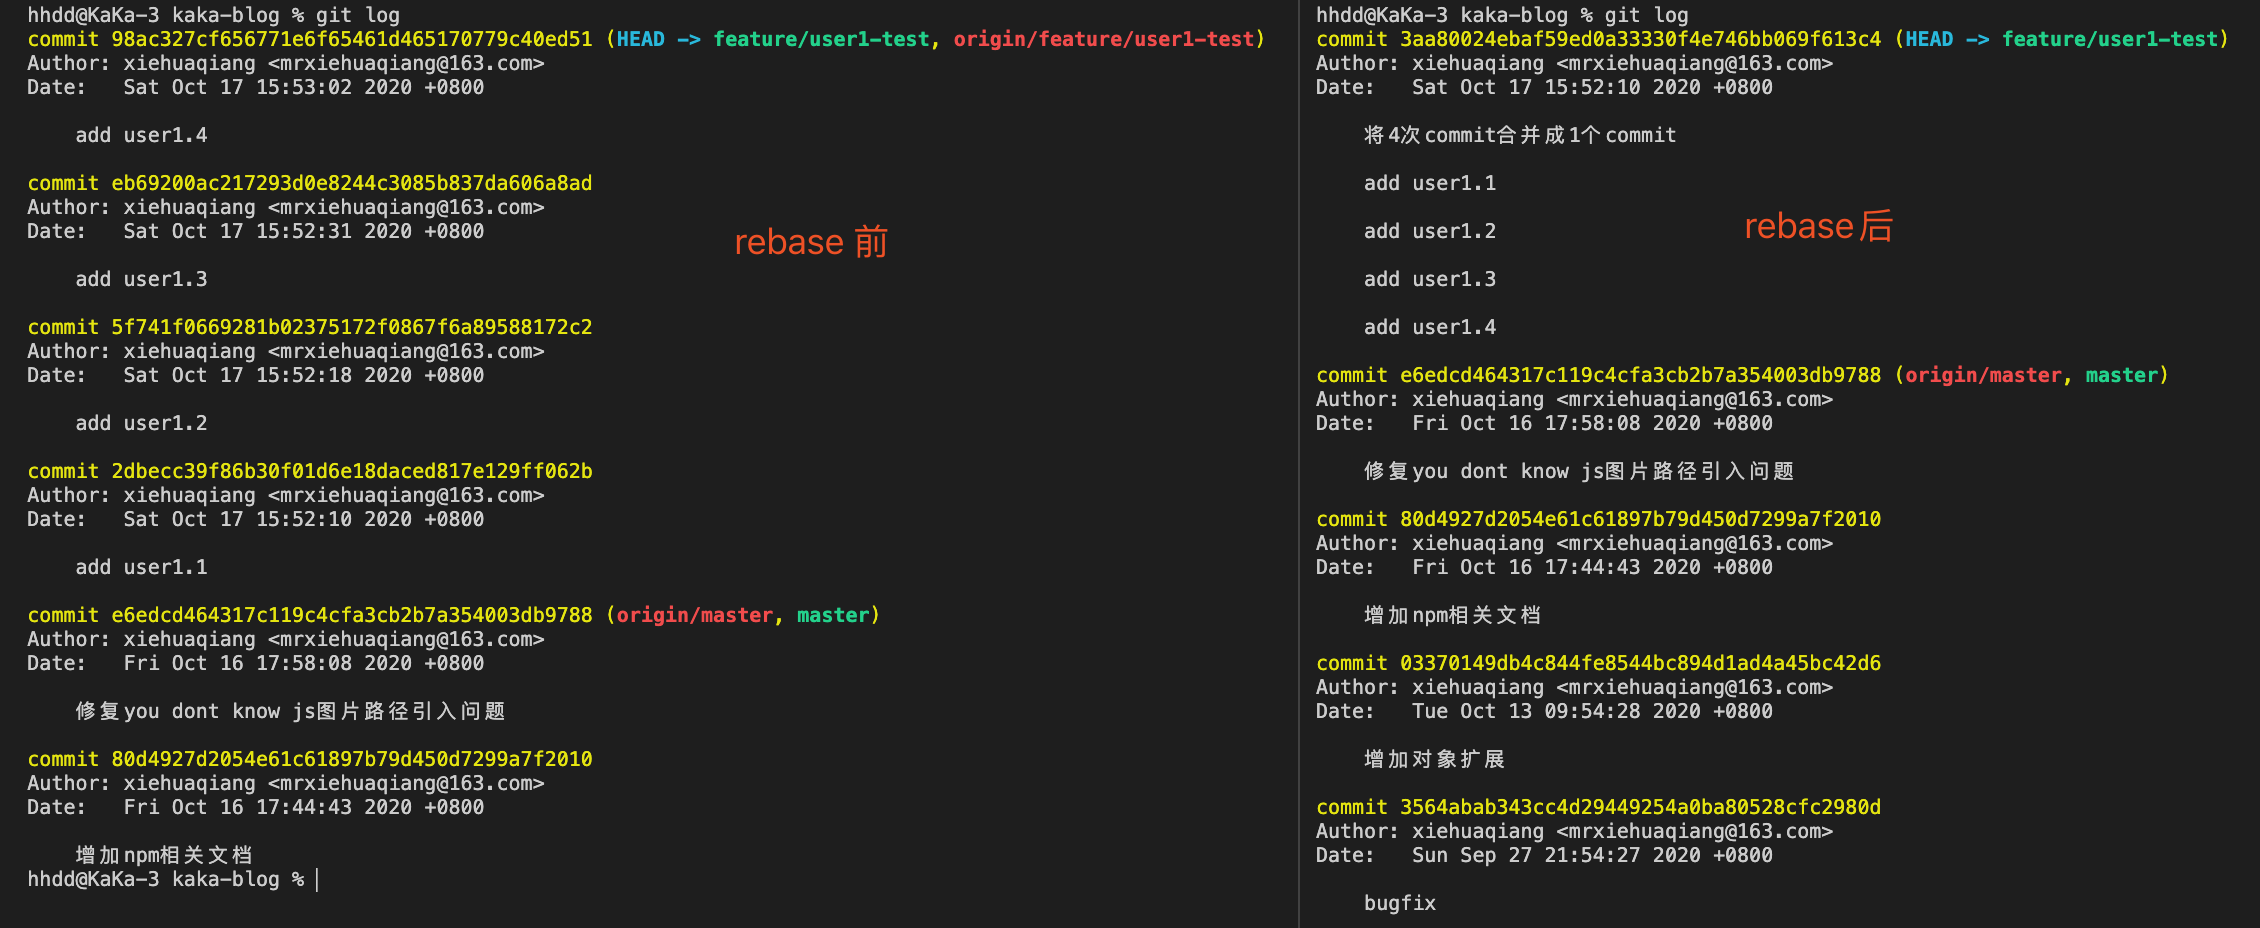 hhdd@KaKa-3 kaka-blog % git log
commit 98ac327cf656771e6f65461d465170779c40ed51 (HEAD -> feature/user1-test, origin/feature/user1-test)
Author: xiehuaqiang <mrxiehuaqiang@163.com>
Date:   Sat Oct 17 15:53:02 2020 +0800
add user1.4
commit eb69200ac217293d0e8244c3085b837da606a8ad
Author: xiehuaqiang <mrxiehuaqiang@163.com>
Date:   Sat Oct 17 15:52:31 2020 +0800
rebase 前
add user1.3
commit 5f741f0669281b02375172f0867f6a89588172c2
Author: xiehuaqiang <mrxiehuaqiang@163.com>
Date:   Sat Oct 17 15:52:18 2020 +0800
add user1.2
commit 2dbecc39f86b30f01d6e18daced817e129ff062b
Author: xiehuaqiang <mrxiehuaqiang@163.com>
Date:   Sat Oct 17 15:52:10 2020 +0800
add user1.1
commit e6edcd464317c119c4cfa3cb2b7a354003db9788 (origin/master, master)
Author: xiehuaqiang <mrxiehuaqiang@163.com>
Date:   Fri Oct 16 17:58:08 2020 +0800
修复you dont know js图片路径引入问题
commit 80d4927d2054e61c61897b79d450d7299a7f2010
Author: xiehuaqiang <mrxiehuaqiang@163.com>
Date:   Fri Oct 16 17:44:43 2020 +0800
增加npm相关文档
hhdd@KaKa-3 kaka-blog %
hhdd@KaKa-3 kaka-blog % git log
commit 3aa80024ebaf59ed0a33330f4e746bb069f613c4 (HEAD -> feature/user1-test)
Author: xiehuaqiang <mrxiehuaqiang@163.com>
Date:   Sat Oct 17 15:52:10 2020 +0800
将4次commit合并成1个commit
add user1.1
add user1.2
rebase后
add user1.3
add user1.4
commit e6edcd464317c119c4cfa3cb2b7a354003db9788 (origin/master, master)
Author: xiehuaqiang <mrxiehuaqiang@163.com>
Date:   Fri Oct 16 17:58:08 2020 +0800
修复you dont know js图片路径引入问题
commit 80d4927d2054e61c61897b79d450d7299a7f2010
Author: xiehuaqiang <mrxiehuaqiang@163.com>
Date:   Fri Oct 16 17:44:43 2020 +0800
增加npm相关文档
commit 03370149db4c844fe8544bc894d1ad4a45bc42d6
Author: xiehuaqiang <mrxiehuaqiang@163.com>
Date:   Tue Oct 13 09:54:28 2020 +0800
增加对象扩展
commit 3564abab343cc4d29449254a0ba80528cfc2980d
Author: xiehuaqiang <mrxiehuaqiang@163.com>
Date:   Sun Sep 27 21:54:27 2020 +0800
bugfix